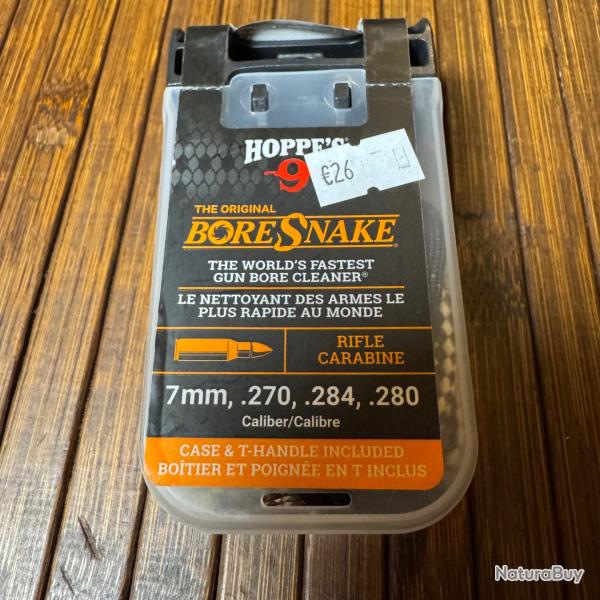 HOPPE'S
9
€26
THE ORIGINAL
BORESNAKE®
THE WORLD'S FASTEST
GUN BORE CLEANER®
LE NETTOYANT DES ARMES LE
PLUS RAPIDE AU MONDE
RIFLE
CARABINE
7mm, .270, .284, .280
Caliber/Calibre
CASE & T-HANDLE INCLUDED
BOÎTIER ET POIGNÉE EN T INCLUS
NaturaBuy